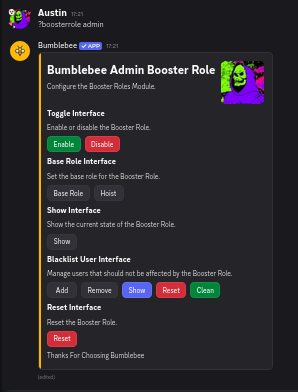 Austin 17:21
?boosterrole admin
Bumblebee ✓ APP 17:21
Bumblebee Admin Booster Role
Configure the Booster Roles Module.
Toggle Interface
Enable or disable the Booster Role.
Enable Disable
Base Role Interface
Set the base role for the Booster Role.
Base Role Hoist
Show Interface
Show the current state of the Booster Role.
Show
Blacklist User Interface
Manage users that should not be affected by the Booster Role.
Add Remove Show Reset Clean
Reset Interface
Reset the Booster Role.
Reset
Thanks For Choosing Bumblebee
(edited)